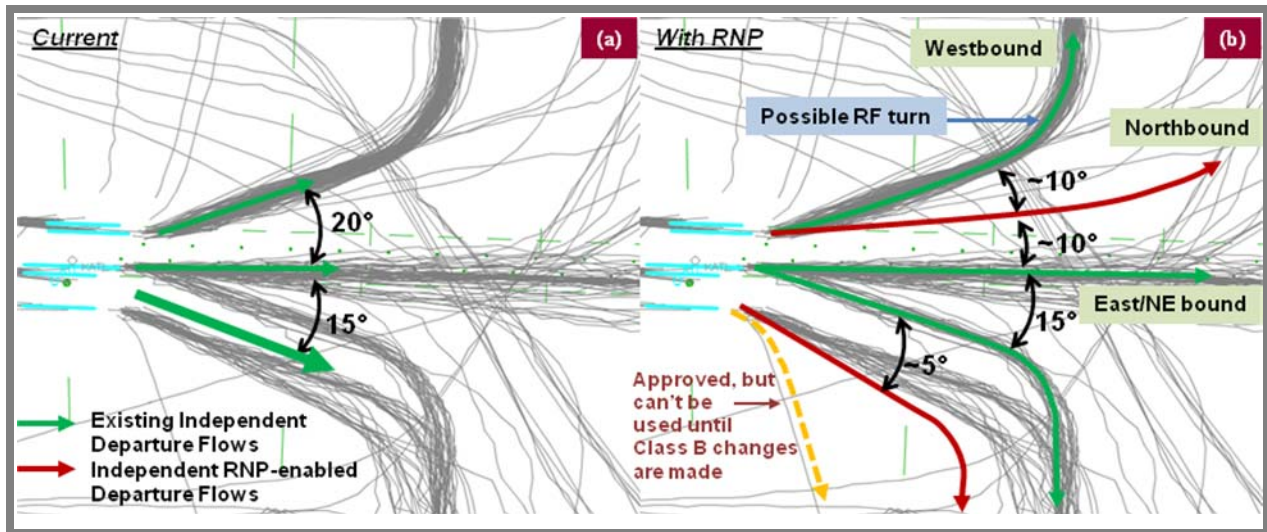 Current
(a)
20°
15°
Existing Independent
Departure Flows
Independent RNP-enabled
Departure Flows
With RNP
(b)
Westbound
Possible RF turn
Northbound
~10°
~10°
East/NE bound
15°
~5°
Approved, but
can't be
used until
Class B changes
are made